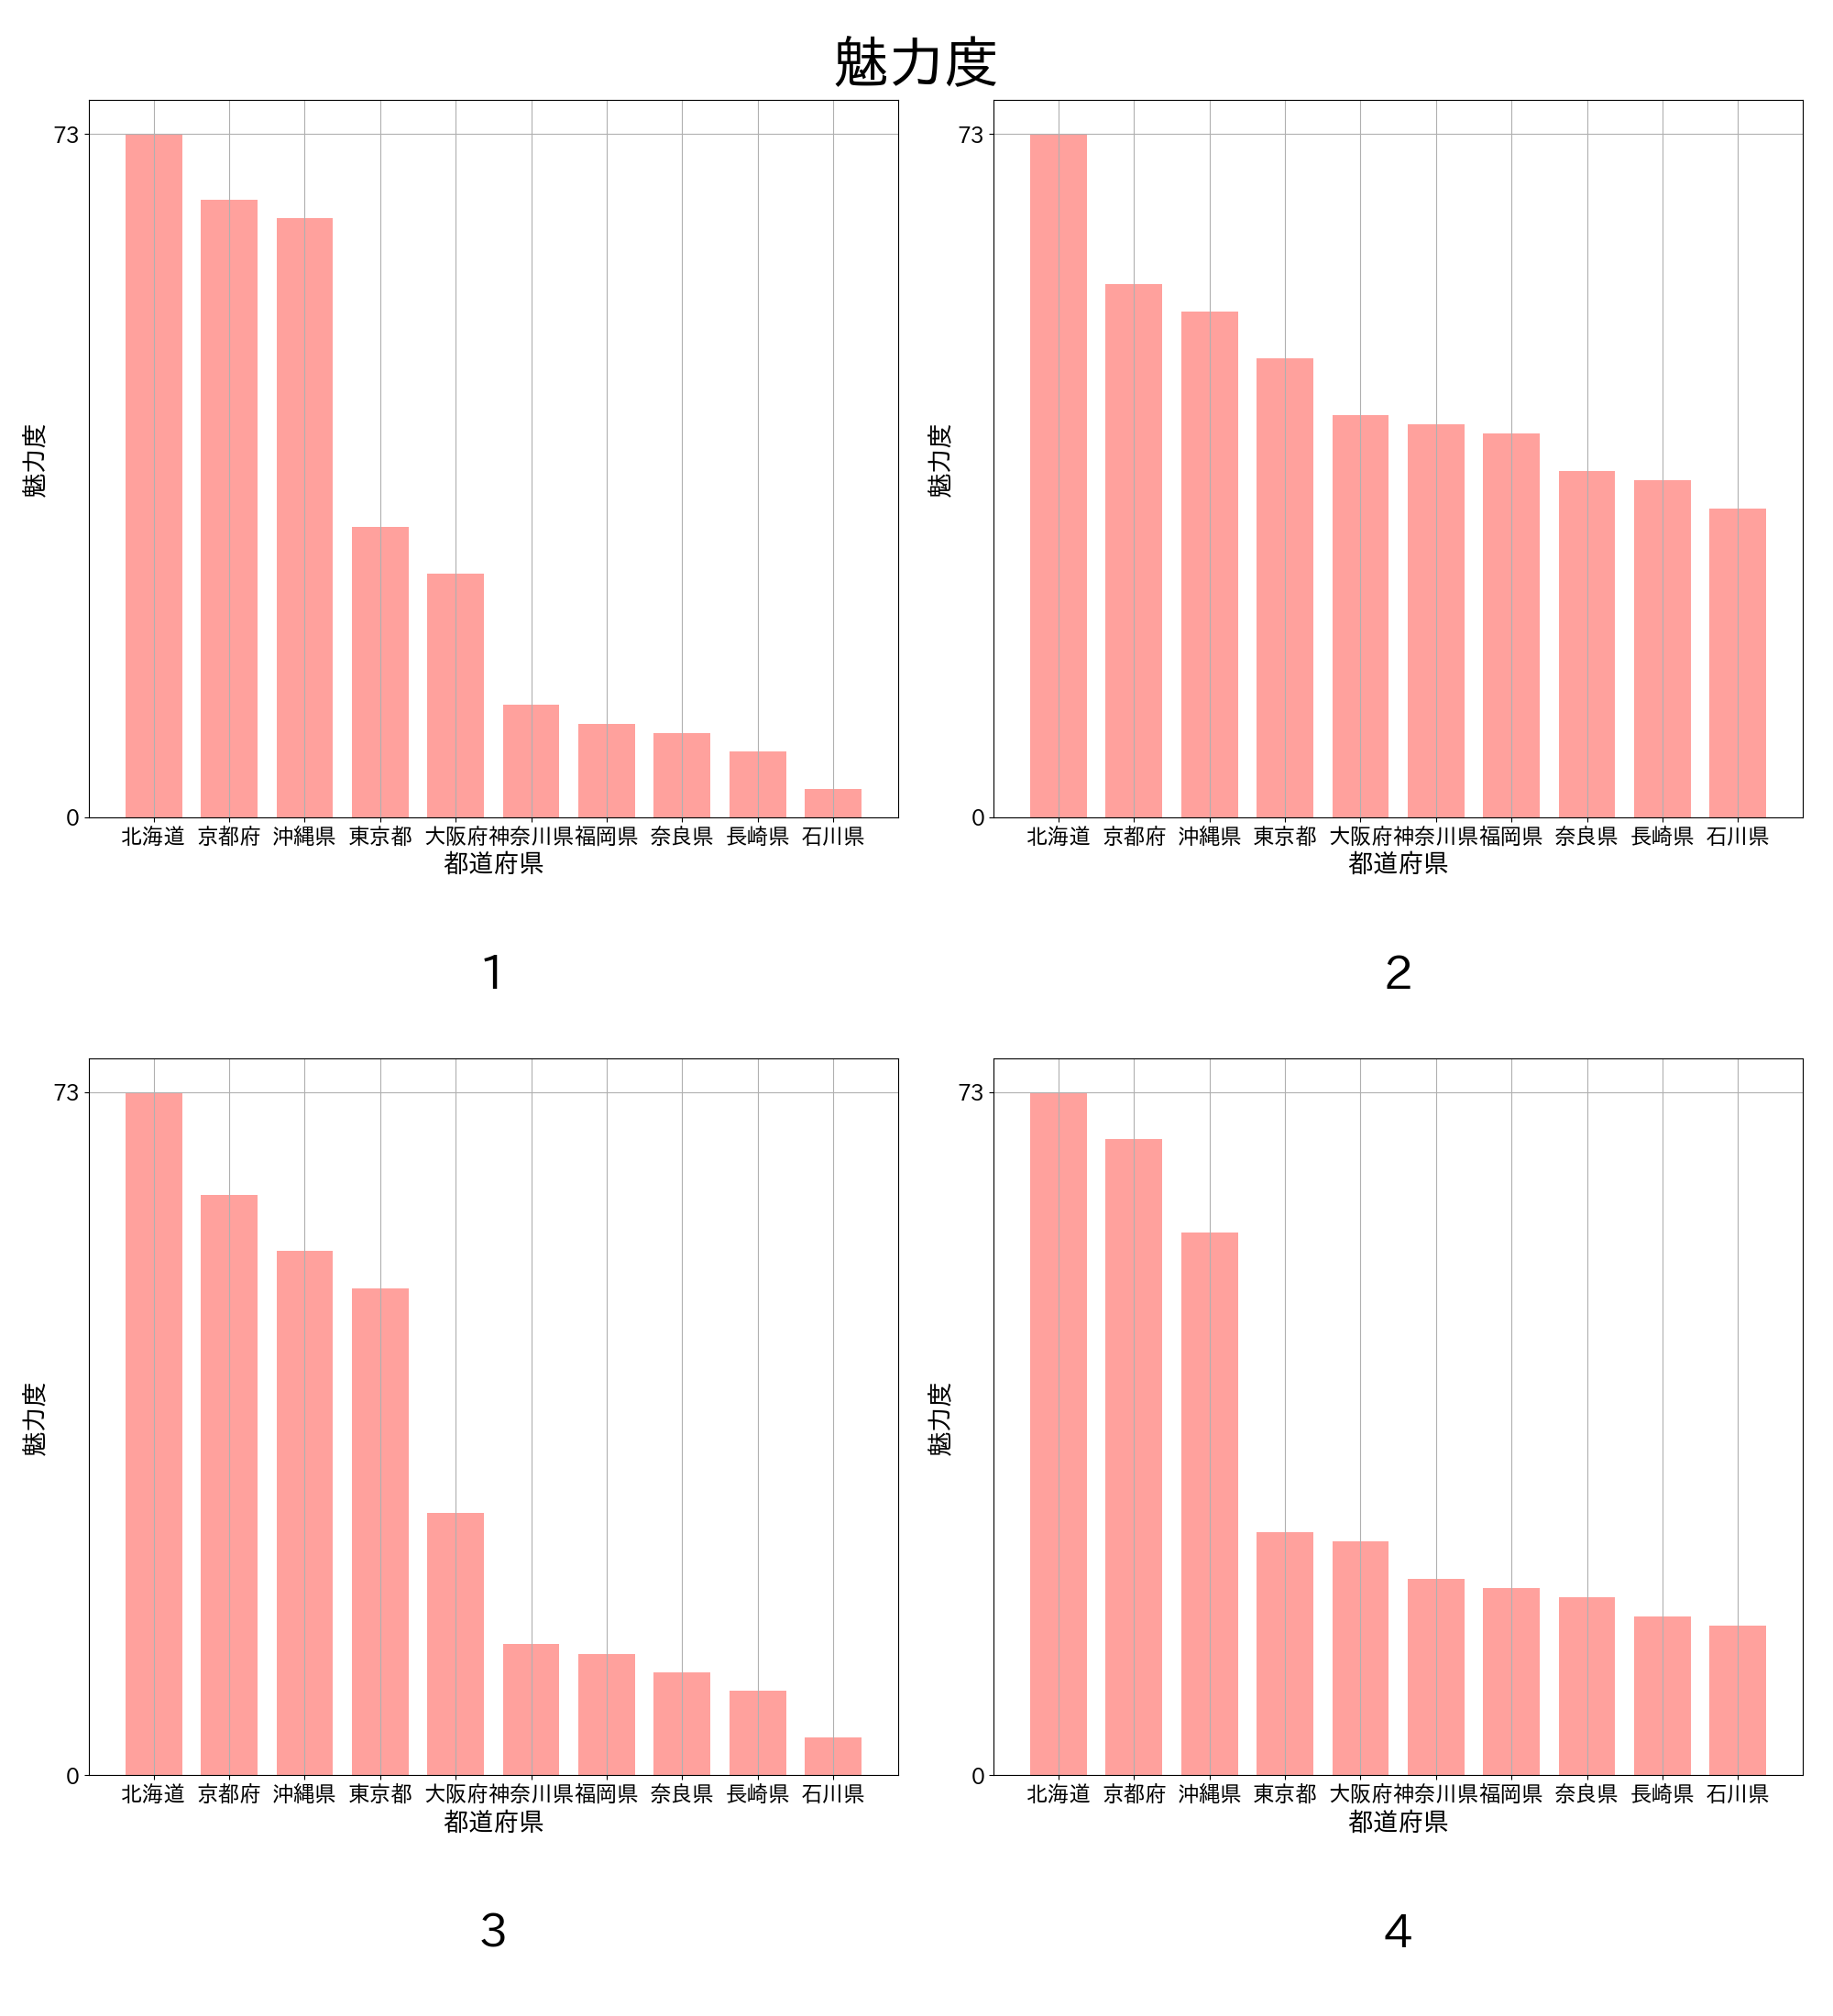 魅力度
73
0
魅力度
北海道 京都府 沖縄県 東京都 大阪府 神奈川県 福岡県 奈良県 長崎県 石川県
都道府県
1
73
0
魅力度
北海道 京都府 沖縄県 東京都 大阪府 神奈川県 福岡県 奈良県 長崎県 石川県
都道府県
2
73
0
魅力度
北海道 京都府 沖縄県 東京都 大阪府 神奈川県 福岡県 奈良県 長崎県 石川県
都道府県
3
73
0
魅力度
北海道 京都府 沖縄県 東京都 大阪府 神奈川県 福岡県 奈良県 長崎県 石川県
都道府県
4